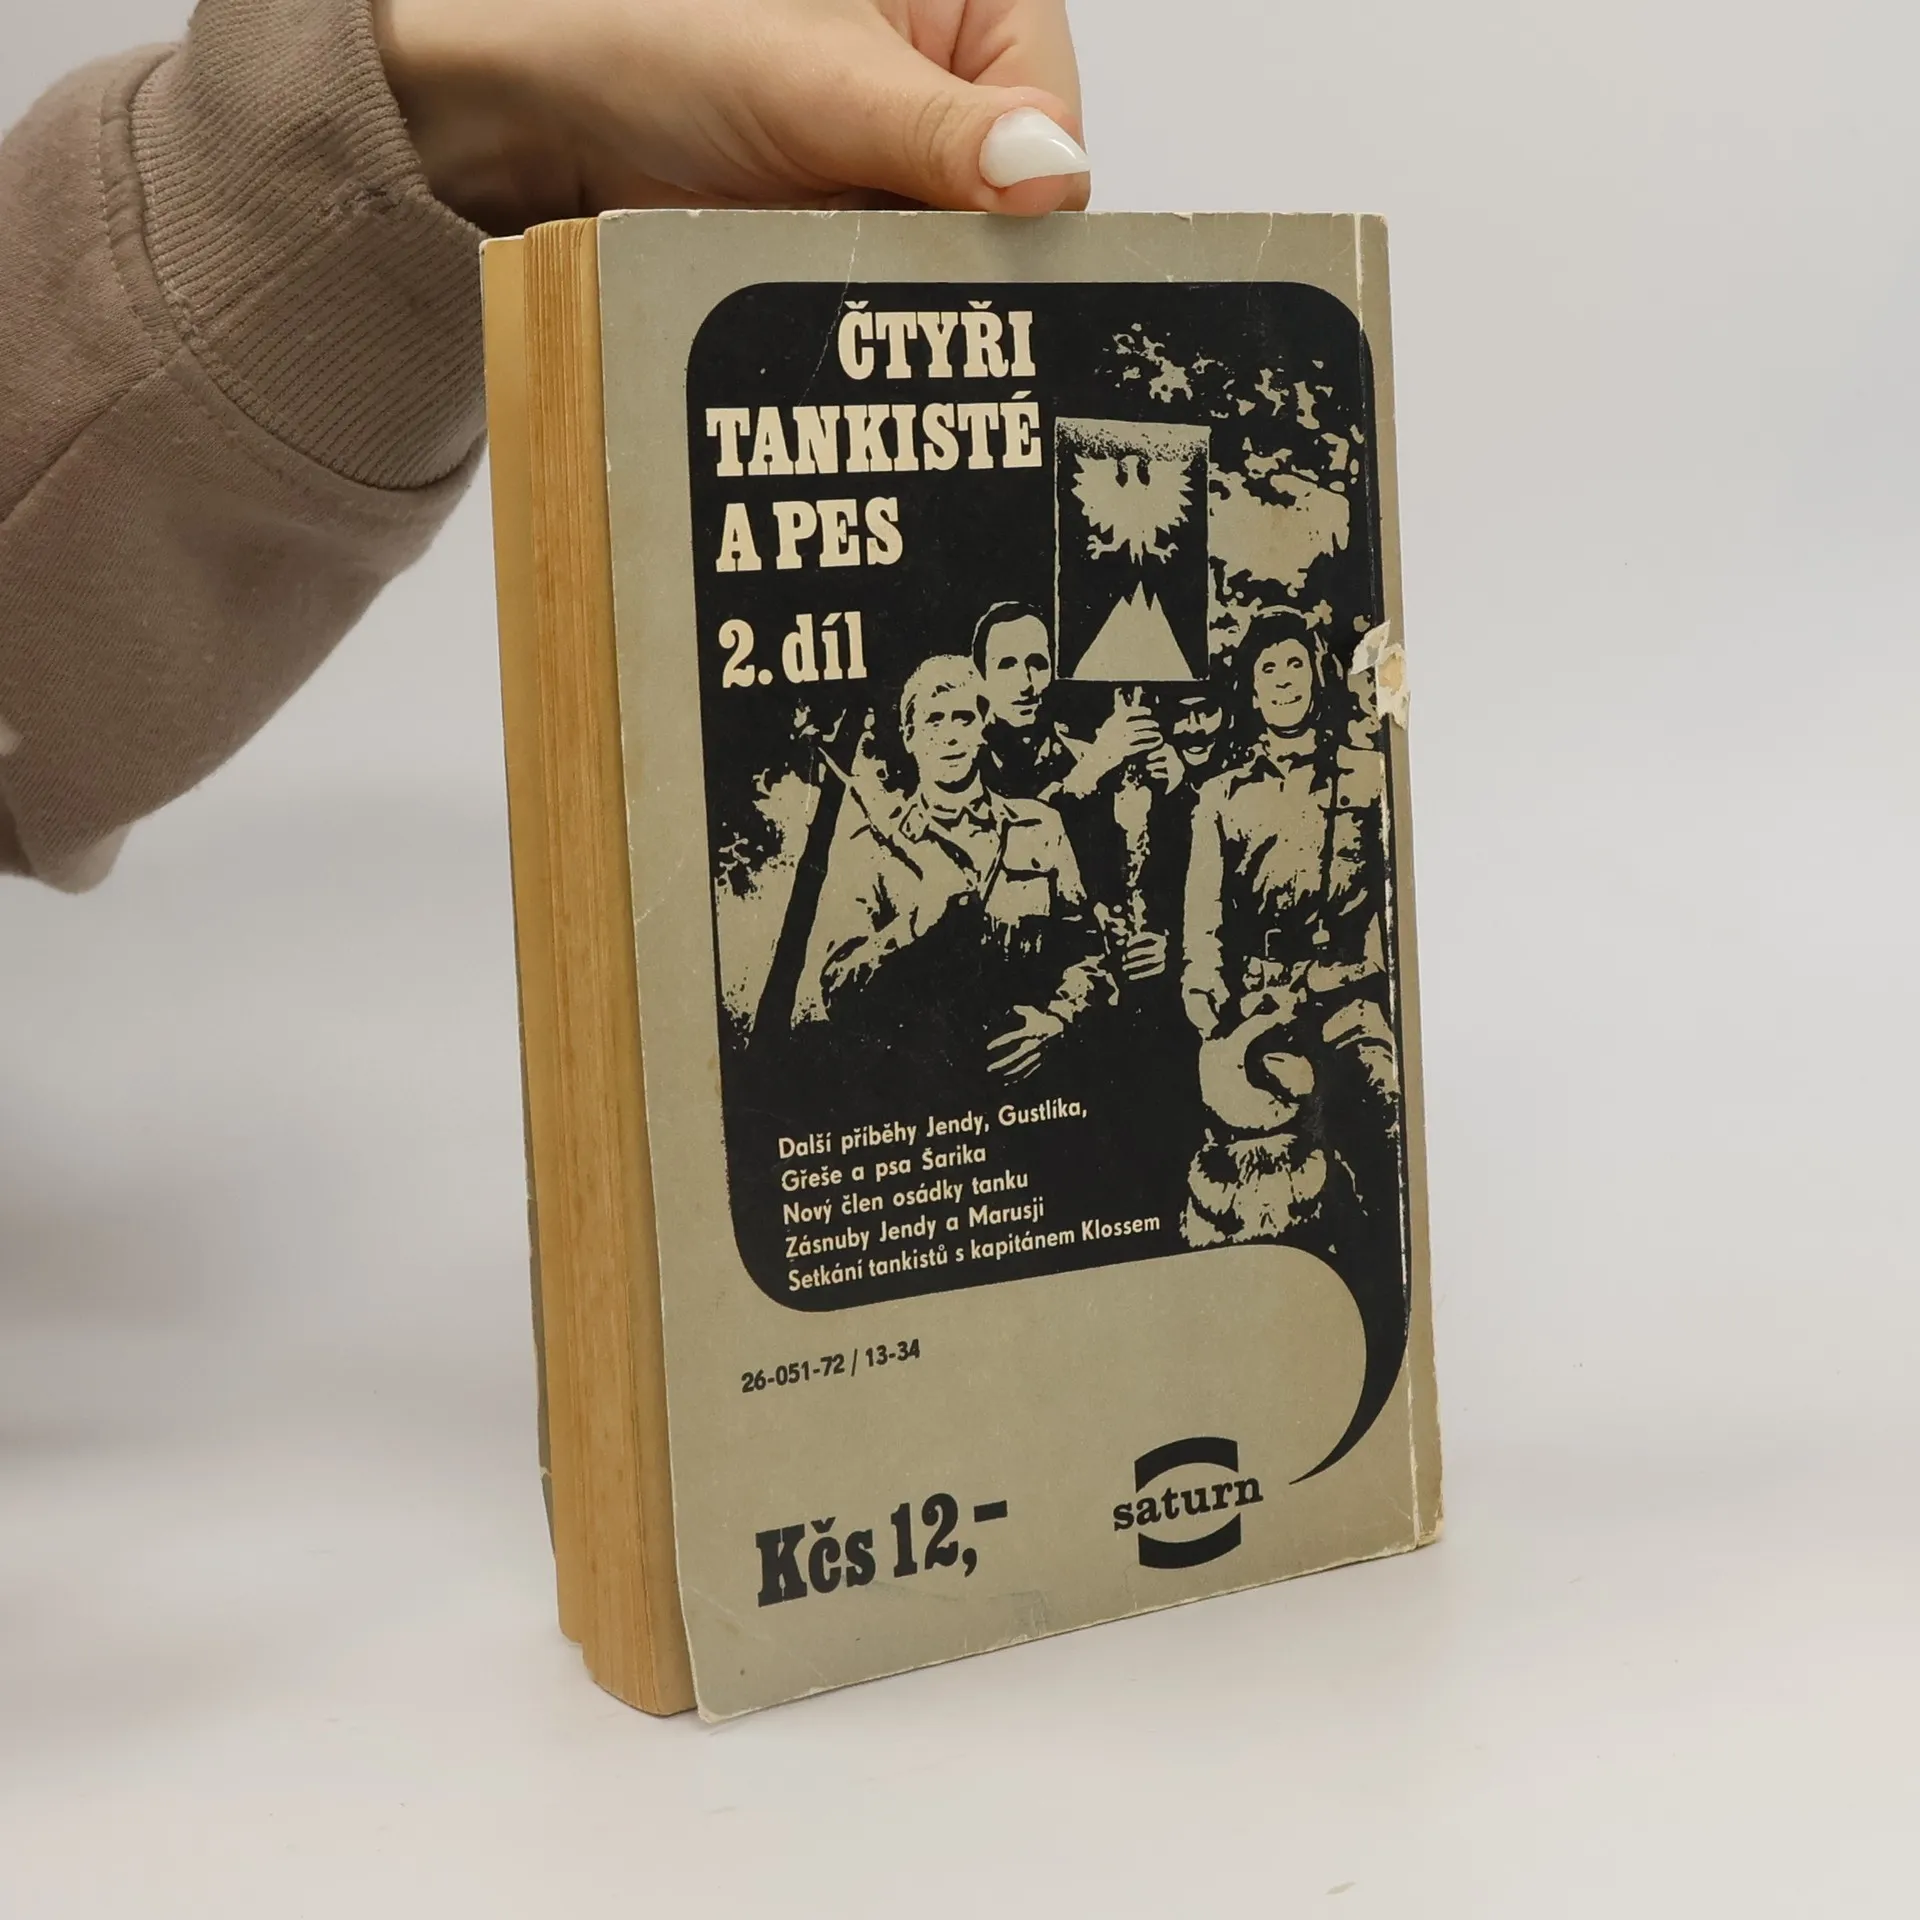 ČTYŘI
TANKISTÉ
A PES
2. díl
Další příběhy Jendy, Gustlíka,
Gřeše a psa Šarika
Nový člen osádky tanku
Zásnuby Jendy a Marusji
Setkání tankistů s kapitánem Klossem
26-051-72 / 13-34
Kčs 12,-
saturn